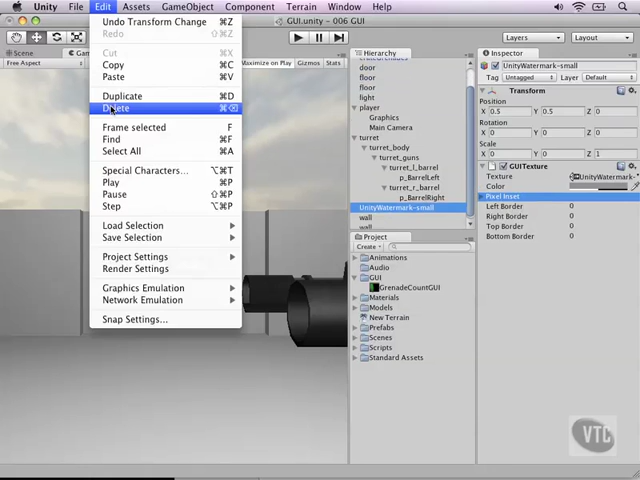 Unity File Edit Assets GameObject Component Terrain Window Help
GUI.unity - 006 GUI
Layers Layout
Scene
Free Aspect Maximize on Play Gizmos Stats
Undo Transform Change ⌘Z
Redo ⇧⌘Z
Cut ⌘X
Copy ⌘C
Paste ⌘V
Duplicate ⌘D
Delete ⌘⌫
Frame selected F
Find ⌘F
Select All ⌘A
Special Characters... ⌥⌘T
Play ⌘P
Pause ⇧⌘P
Step ⌥⌘P
Load Selection
Save Selection
Project Settings
Render Settings
Graphics Emulation
Network Emulation
Snap Settings...
Hierarchy
Create All
door
floor
floor
light
player
Graphics
Main Camera
turret
turret_body
turret_guns
turret_l_barrel
p_BarrelLeft
turret_r_barrel
p_BarrelRight
UnityWatermark-small
wall
wall
Project
Create
Animations
Audio
GUI
GrenadeCountGUI
Materials
Models
New Terrain
Prefabs
Scenes
Scripts
Standard Assets
Inspector
UnityWatermark-small
Tag Untagged Layer Default
Transform
Position
X 0.5 Y 0.5 Z 0
Rotation
X 0 Y 0 Z 0
Scale
X 0 Y 0 Z 1
GUITexture
Texture UnityWatermark-
Color
Pixel Inset
Left Border 0
Right Border 0
Top Border 0
Bottom Border 0
VTC